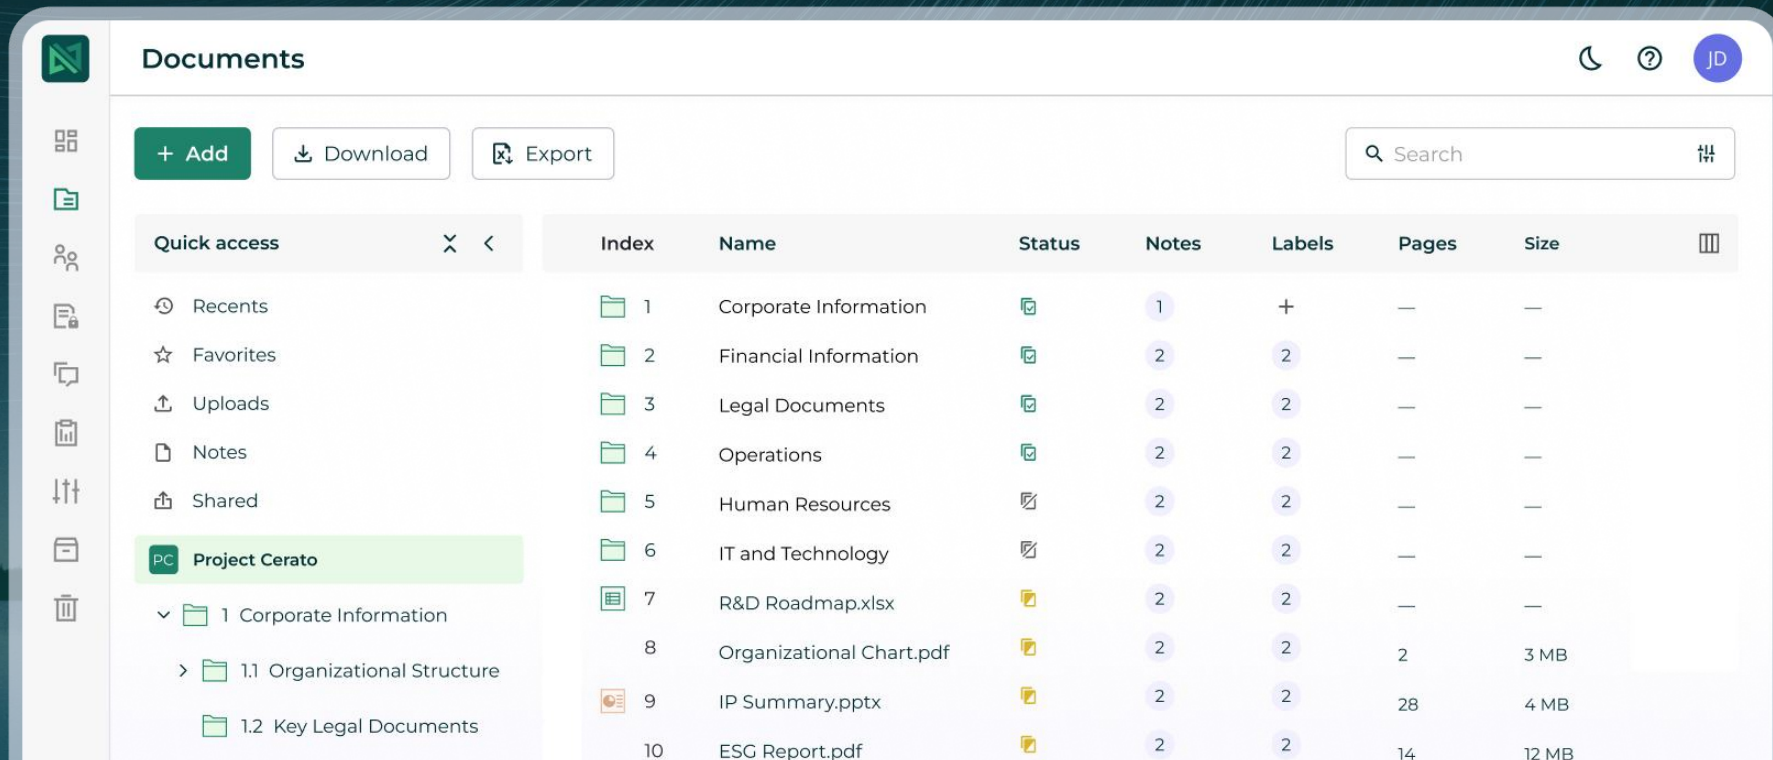 Documents
JD
+ Add
Download
Export
Search
Quick access
Recents
Favorites
Uploads
Notes
Shared
PC Project Cerato
1 Corporate Information
1.1 Organizational Structure
1.2 Key Legal Documents
Index Name Status Notes Labels Pages Size
1 Corporate Information 1 + — —
2 Financial Information 2 2 — —
3 Legal Documents 2 2 — —
4 Operations 2 2 — —
5 Human Resources 2 2 — —
6 IT and Technology 2 2 — —
7 R&D Roadmap.xlsx 2 2 — —
8 Organizational Chart.pdf 2 2 2 3 MB
9 IP Summary.pptx 2 2 28 4 MB
10 ESG Report.pdf 2 2 14 12 MB